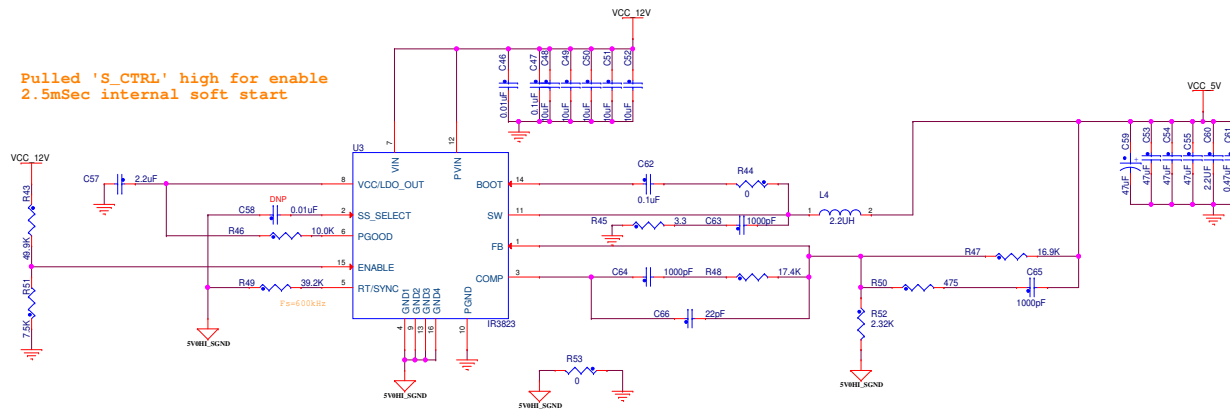 VCC_12V
Pulled 'S_CTRL' high for enable
2.5mSec internal soft start
C46
0.01uF
C47
0.1uF
C48
10uF
C49
10uF
C50
10uF
C51
10uF
C52
10uF
VCC_5V
C59
47uF
C53
47uF
C54
47uF
C55
47uF
C60
2.2UF
C61
0.47uF
VCC_12V
R43
49.9K
R51
7.5K
C57
2.2uF
DNP
C58
0.01uF
R46
10.0K
R49
39.2K
Fs=600kHz
5V0HI_SGND
U3
7
VIN
12
PVIN
8
VCC/LDO_OUT
2
SS_SELECT
6
PGOOD
15
ENABLE
5
RT/SYNC
BOOT
14
SW
11
FB
1
COMP
3
GND1
GND2
GND3
GND4
PGND
4
9
13
16
10
IR3823
5V0HI_SGND
C62
0.1uF
R44
0
R45
3.3
C63
1000pF
L4
1
2
2.2UH
C64
1000pF
R48
17.4K
C66
22pF
R47
16.9K
R50
475
C65
1000pF
R52
2.32K
5V0HI_SGND
R53
0
5V0HI_SGND